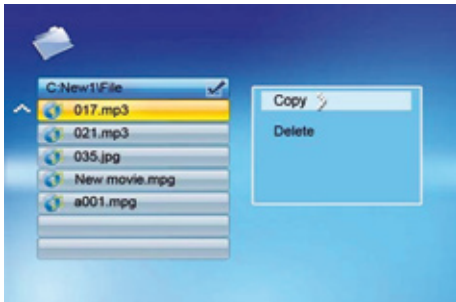 C:New1\File
017.mp3
021.mp3
035.jpg
New movie.mpg
a001.mpg
Copy
Delete